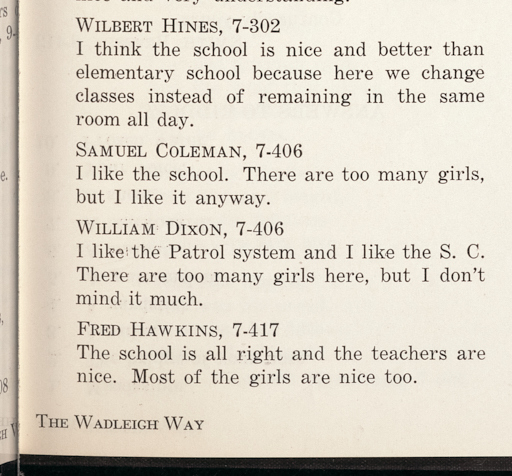 nice and very understanding.
WILBERT HINES, 7-302
I think the school is nice and better than
elementary school because here we change
classes instead of remaining in the same
room all day.
SAMUEL COLEMAN, 7-406
I like the school. There are too many girls,
but I like it anyway.
WILLIAM DIXON, 7-406
I like the Patrol system and I like the S. C.
There are too many girls here, but I don't
mind it much.
FRED HAWKINS, 7-417
The school is all right and the teachers are
nice. Most of the girls are nice too.
THE WADLEIGH WAY